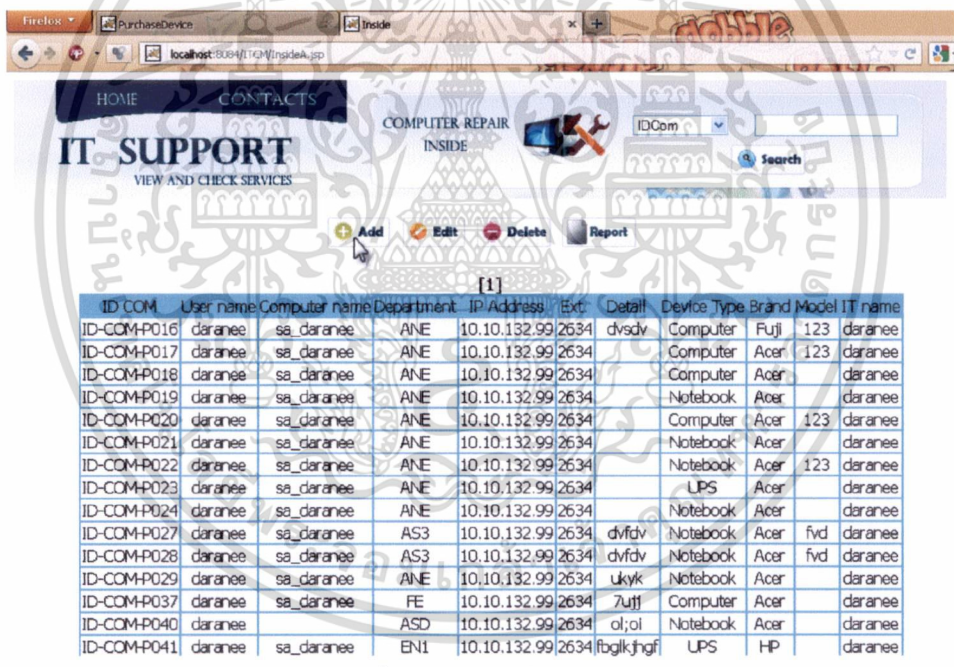 Firefox
PurchaseDevice Inside
localhost:8084/ITCM/InsideA.jsp
HOME CONTACTS
IT SUPPORT
VIEW AND CHECK SERVICES
COMPUTER REPAIR
INSIDE
IDCom
Search
Add Edit Delete Report
[1]
ID COM User name Computer name Department IP Address Ext. Detail Device Type Brand Model IT name
ID-COM-P016 daranee sa_daranee ANE 10.10.132.99 2634 dvsdv Computer Fuji 123 daranee
ID-COM-P017 daranee sa_daranee ANE 10.10.132.99 2634 Computer Acer 123 daranee
ID-COM-P018 daranee sa_daranee ANE 10.10.132.99 2634 Computer Acer daranee
ID-COM-P019 daranee sa_daranee ANE 10.10.132.99 2634 Notebook Acer daranee
ID-COM-P020 daranee sa_daranee ANE 10.10.132.99 2634 Computer Acer 123 daranee
ID-COM-P021 daranee sa_daranee ANE 10.10.132.99 2634 Notebook Acer daranee
ID-COM-P022 daranee sa_daranee ANE 10.10.132.99 2634 Notebook Acer 123 daranee
ID-COM-P023 daranee sa_daranee ANE 10.10.132.99 2634 UPS Acer daranee
ID-COM-P024 daranee sa_daranee ANE 10.10.132.99 2634 Notebook Acer daranee
ID-COM-P027 daranee sa_daranee AS3 10.10.132.99 2634 dvfdv Notebook Acer fvd daranee
ID-COM-P028 daranee sa_daranee AS3 10.10.132.99 2634 dvfdv Notebook Acer fvd daranee
ID-COM-P029 daranee sa_daranee ANE 10.10.132.99 2634 ukyk Notebook Acer daranee
ID-COM-P037 daranee sa_daranee FE 10.10.132.99 2634 7ujj Computer Acer daranee
ID-COM-P040 daranee ASD 10.10.132.99 2634 ol;oi Notebook Acer daranee
ID-COM-P041 daranee sa_daranee EN1 10.10.132.99 2634 fbglkjhgf UPS HP daranee